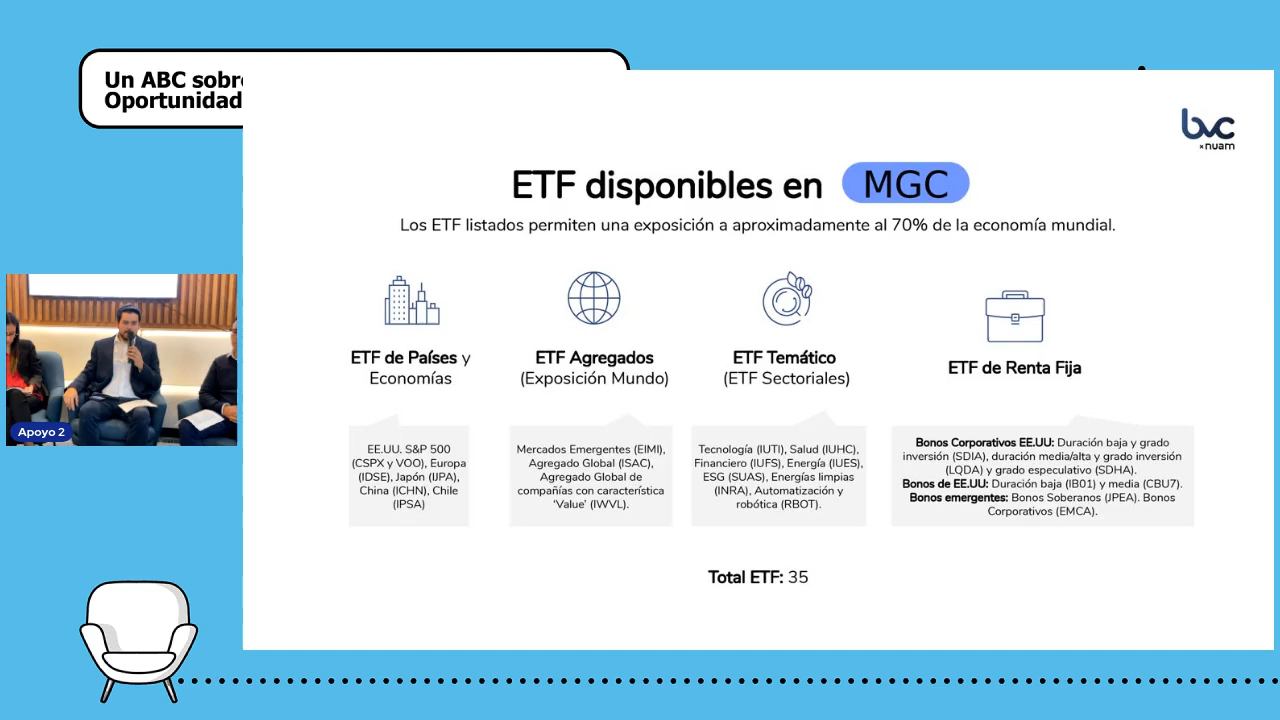 Un ABC sobre
Oportunidad
bvc
x nuam
ETF disponibles en MGC
Los ETF listados permiten una exposición a aproximadamente al 70% de la economía mundial.
ETF de Países y
Economías
EE.UU. S&P 500
(CSPX y VOO), Europa
(IDSE), Japón (IJPA),
China (ICHN), Chile
(IPSA)
ETF Agregados
(Exposición Mundo)
Mercados Emergentes (EIMI),
Agregado Global (ISAC),
Agregado Global de
compañías con característica
‘Value’ (IWVL).
ETF Temático
(ETF Sectoriales)
Tecnología (IUTI), Salud (IUHC),
Financiero (IUFS), Energía (IUES),
ESG (SUAS), Energías limpias
(INRA), Automatización y
robótica (RBOT).
ETF de Renta Fija
Bonos Corporativos EE.UU: Duración baja y grado
inversión (SDIA), duración media/alta y grado inversión
(LQDA) y grado especulativo (SDHA).
Bonos de EE.UU: Duración baja (IB01) y media (CBU7).
Bonos emergentes: Bonos Soberanos (JPEA). Bonos
Corporativos (EMCA).
Total ETF: 35
Apoyo 2